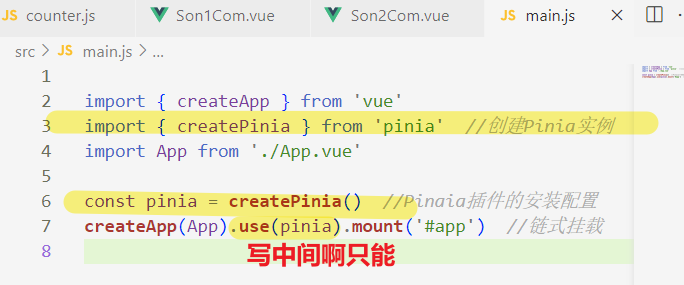 counter.js Son1Com.vue Son2Com.vue JS main.js ×
src > JS main.js > ...
1
2 import { createApp } from 'vue'
3 import { createPinia } from 'pinia' //创建Pinia实例
4 import App from './App.vue'
5
6 const pinia = createPinia() //Pinaia插件的安装配置
7 createApp(App).use(pinia).mount('#app') //链式挂载
8
写中间啊只能